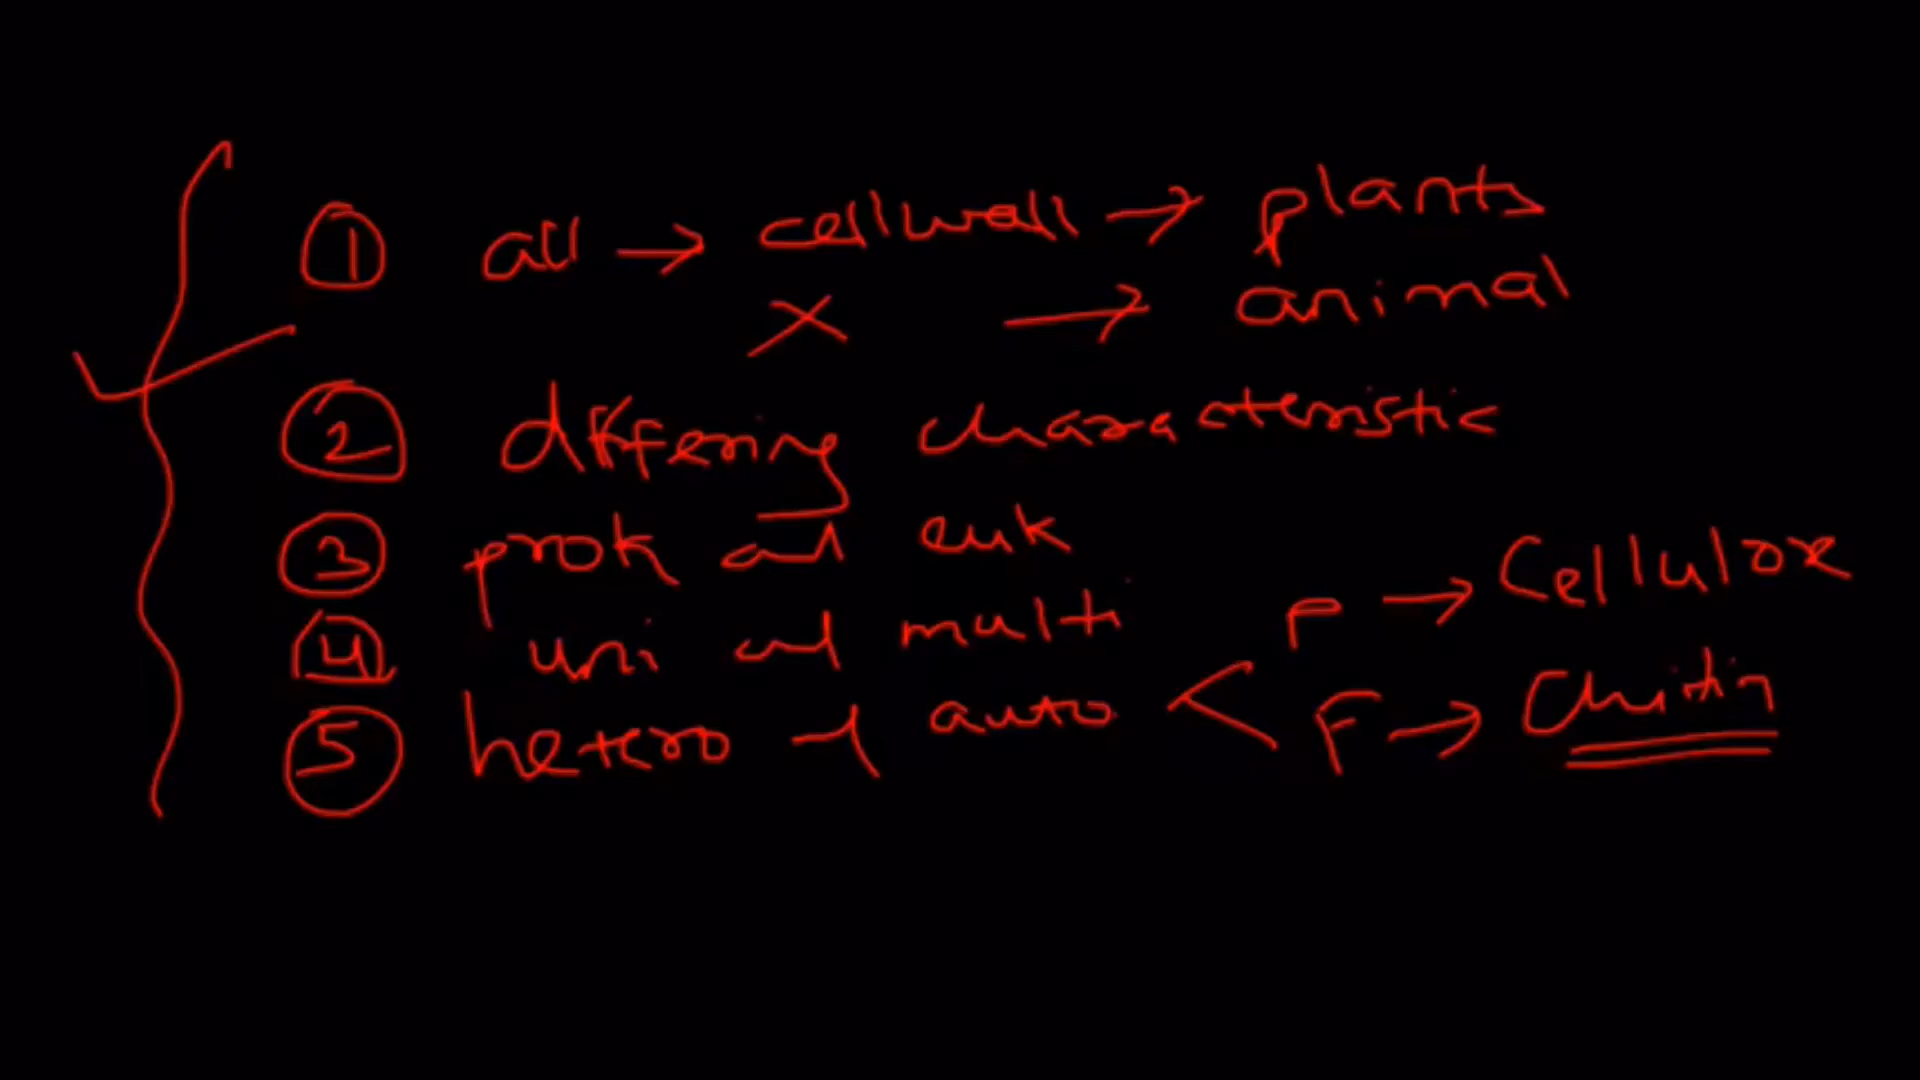 1 all → cellwall → plants
X → animal
2 differing characteristic
3 prok and euk
4 uni and multi P → Cellulose
5 hetero and auto < F → Chitin